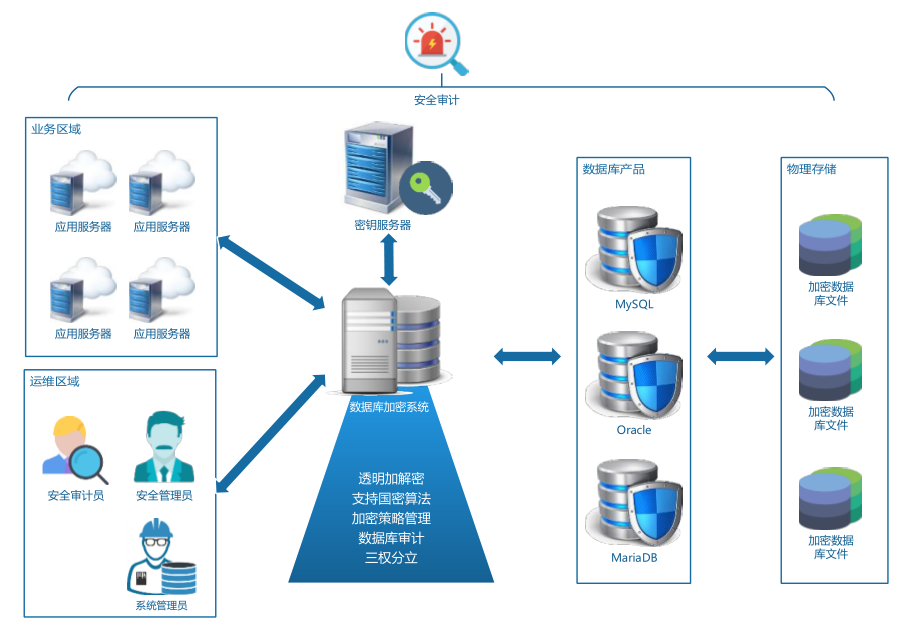 安全审计
业务区域
应用服务器
应用服务器
应用服务器
应用服务器
运维区域
安全审计员
安全管理员
系统管理员
密钥服务器
数据库加密系统
透明加解密
支持国密算法
加密策略管理
数据库审计
三权分立
数据库产品
MySQL
Oracle
MariaDB
物理存储
加密数据
库文件
加密数据
库文件
加密数据
库文件